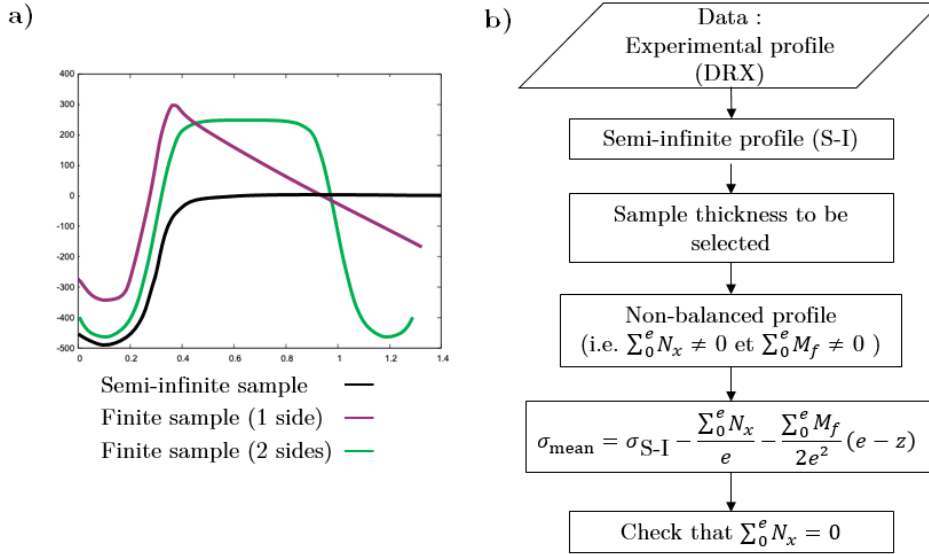 a)
400
300
200
100
0
-100
-200
-300
-400
-500
0
0.2
0.4
0.6
0.8
1
1.2
1.4
Semi-infinite sample
Finite sample (1 side)
Finite sample (2 sides)
b)
Data :
Experimental profile
(DRX)
Semi-infinite profile (S-I)
Sample thickness to be
selected
Non-balanced profile
(i.e. ∑₀ᵉ Nₓ ≠ 0 et ∑₀ᵉ M_f ≠ 0 )
σ_mean = σ_S-I − (∑₀ᵉ Nₓ)/e − (∑₀ᵉ M_f)/(2e²) (e − z)
Check that ∑₀ᵉ Nₓ = 0